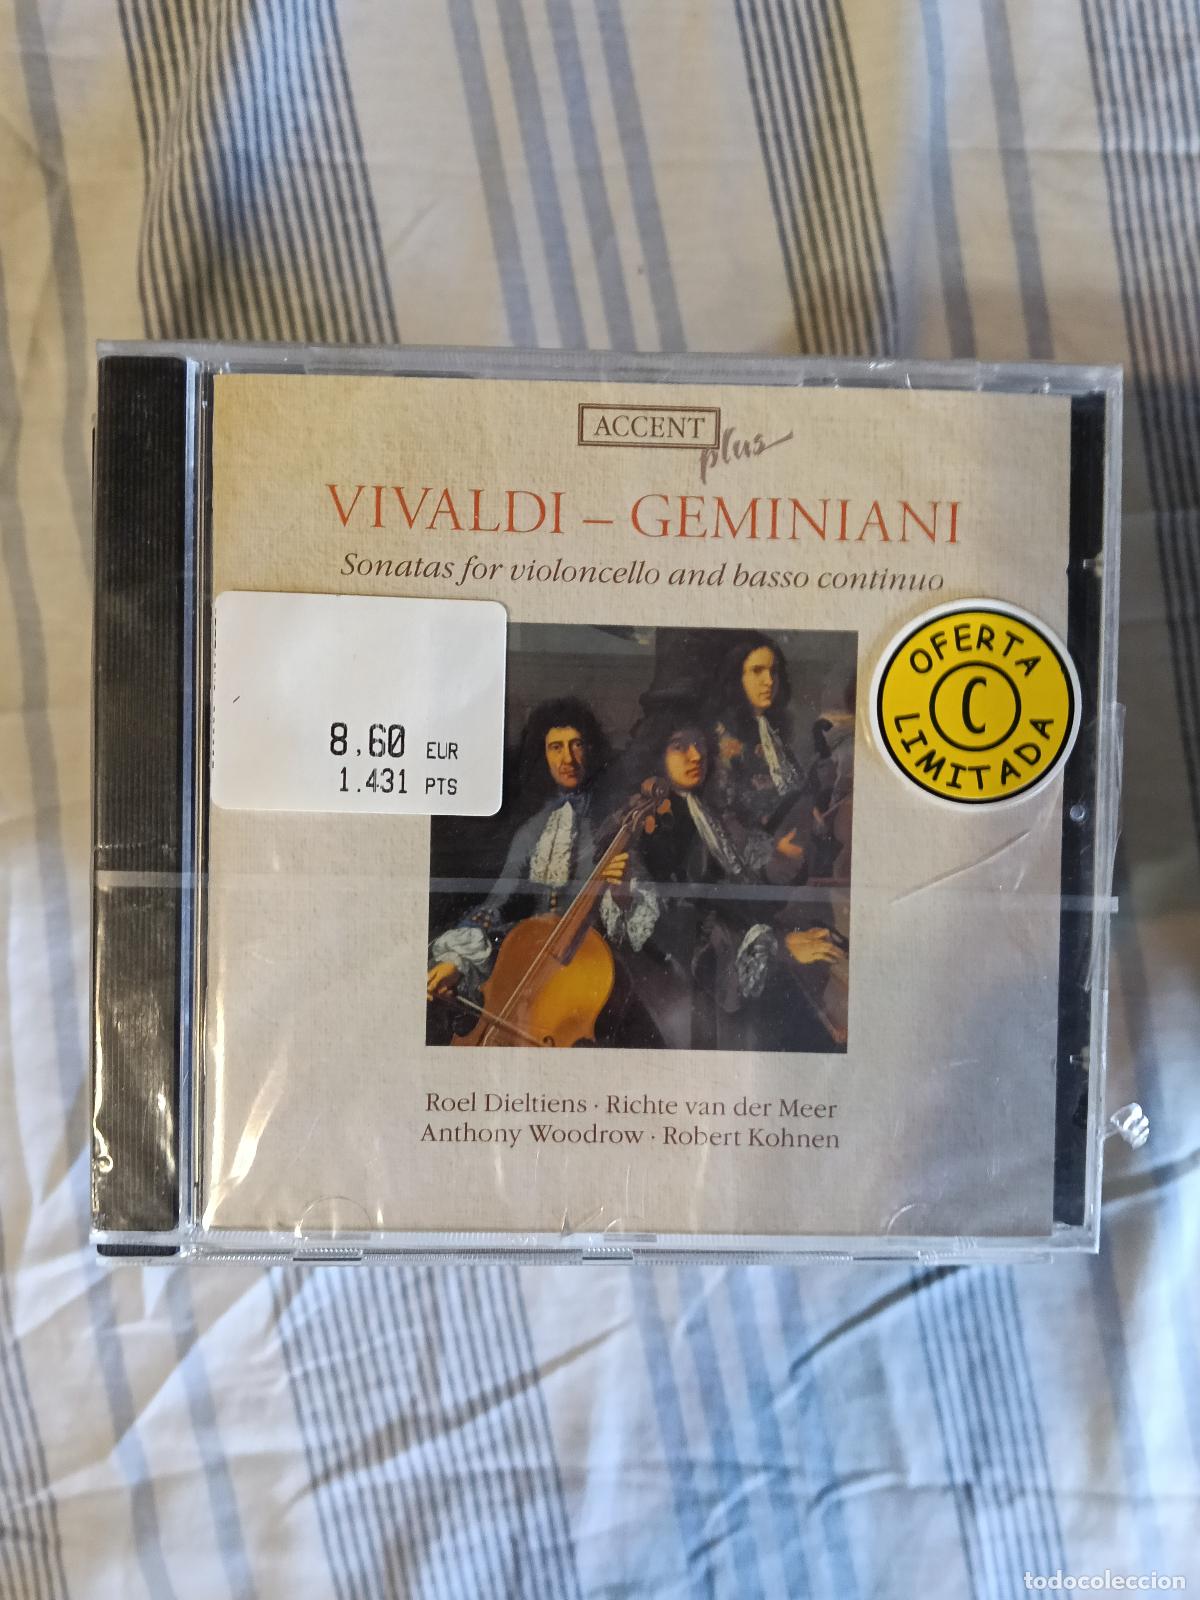 ACCENT
plus
VIVALDI – GEMINIANI
Sonatas for violoncello and basso continuo
8,60 EUR
1.431 PTS
OFERTA
C
LIMITADA
Roel Dieltiens · Richte van der Meer
Anthony Woodrow · Robert Kohnen
todocoleccion